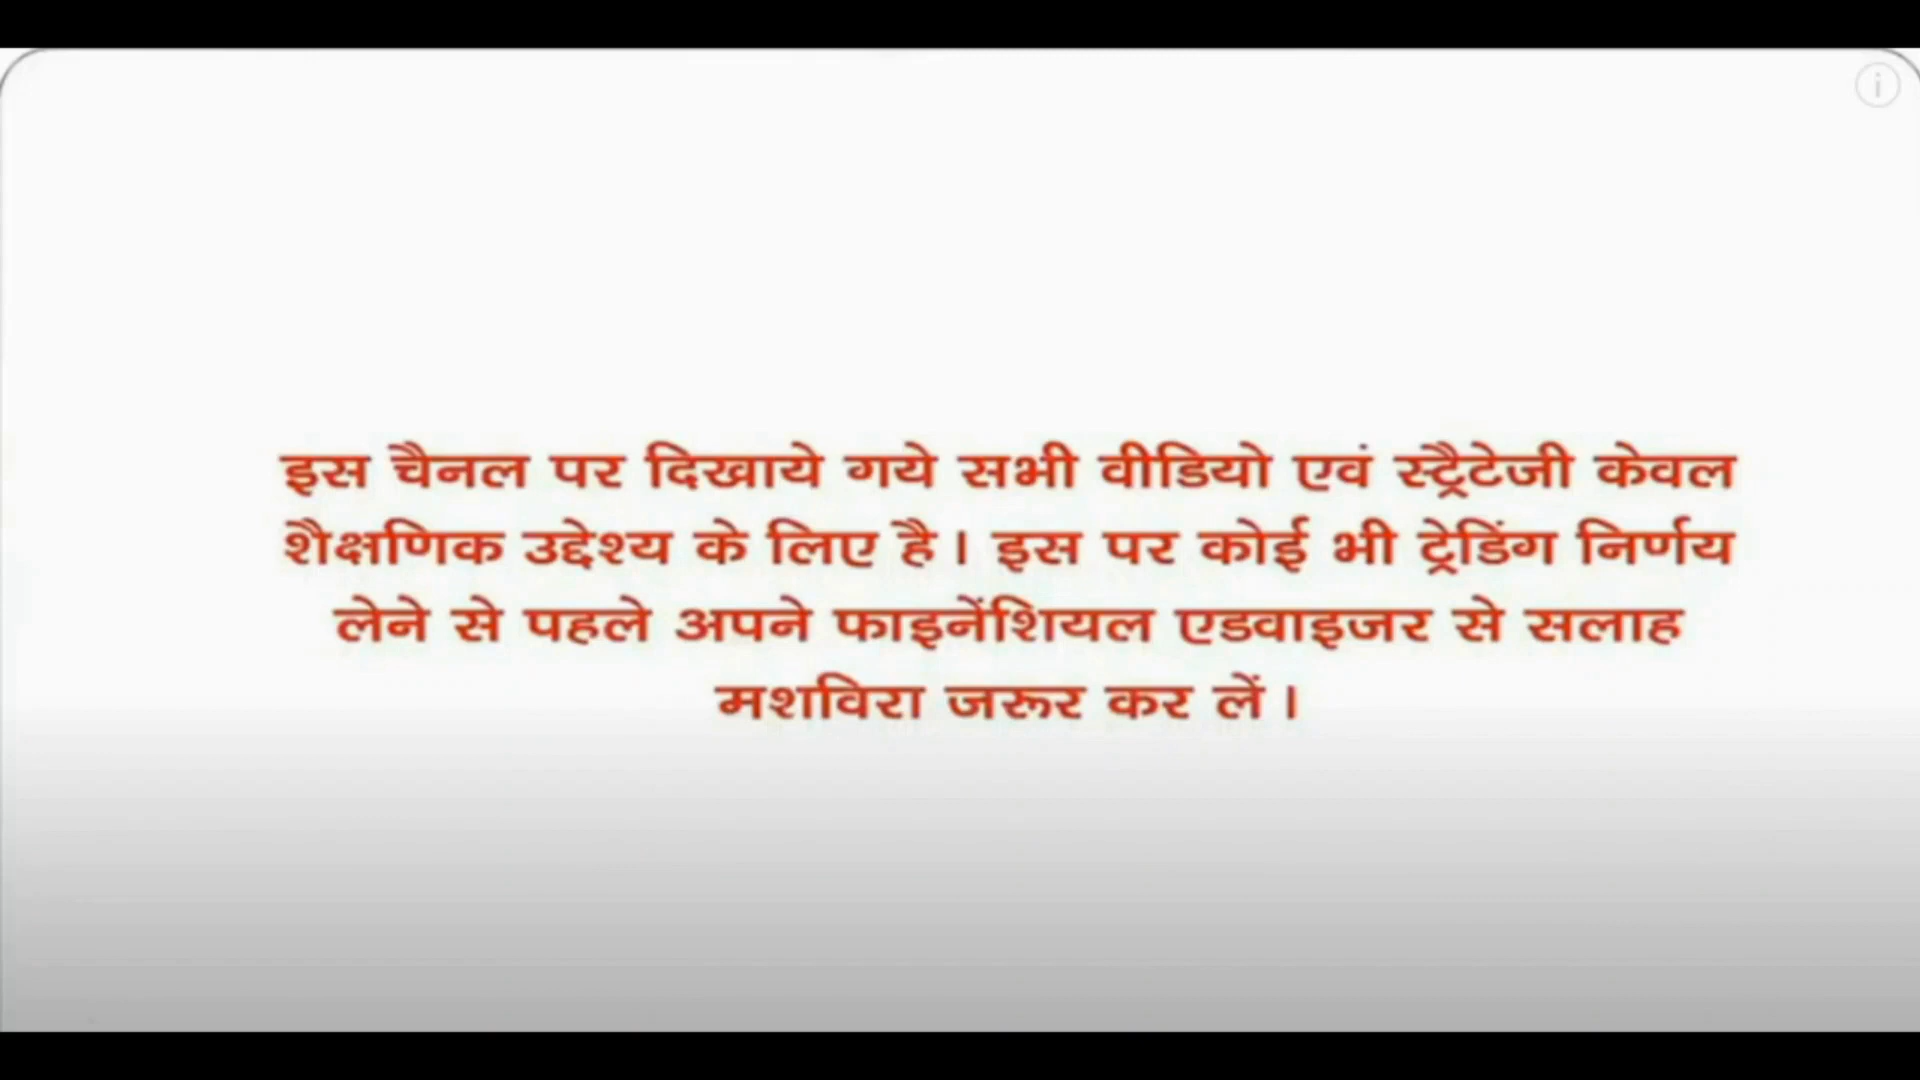 इस चैनल पर दिखाये गये सभी वीडियो एवं स्ट्रैटेजी केवल
शैक्षणिक उद्देश्य के लिए है। इस पर कोई भी ट्रेडिंग निर्णय
लेने से पहले अपने फाइनेंशियल एडवाइजर से सलाह
मशविरा जरूर कर लें।